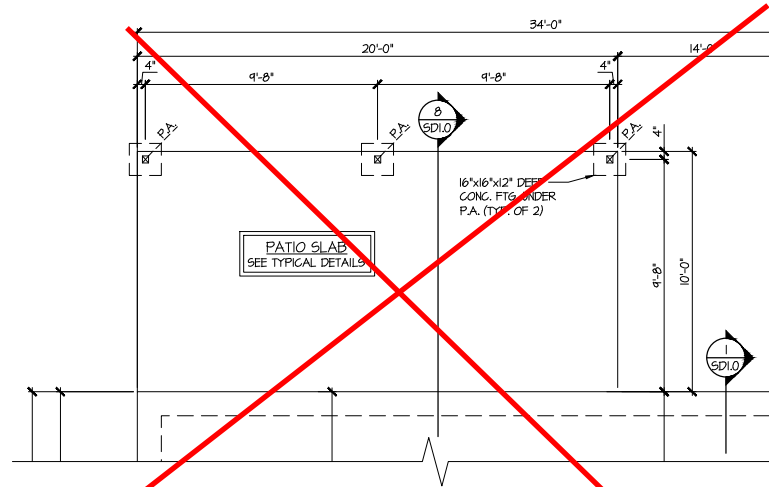 34'-0"
20'-0"
14'-0"
4"
9'-8"
9'-8"
4"
8
SD1.0
P.A.
P.A.
P.A.
4"
16"x16"x12" DEEP
CONC. FTG UNDER
P.A. (TYP. OF 2)
PATIO SLAB
SEE TYPICAL DETAILS
9'-8"
10'-0"
1
SD1.0